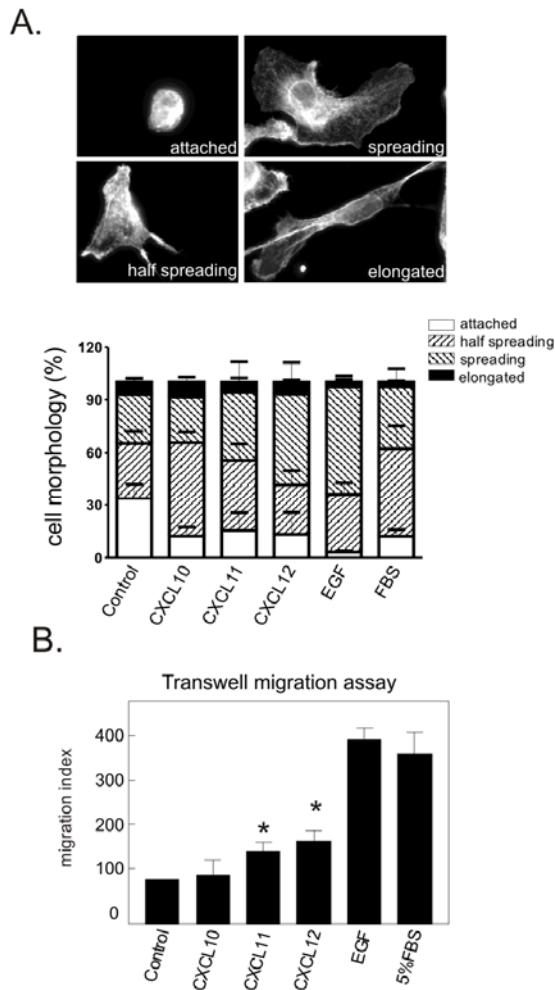 A.
attached
spreading
half spreading
elongated
attached
half spreading
spreading
elongated
cell morphology (%)
120
90
60
30
0
Control
CXCL10
CXCL11
CXCL12
EGF
FBS
B.
Transwell migration assay
migration index
400
300
200
100
0
*
*
Control
CXCL10
CXCL11
CXCL12
EGF
5%FBS